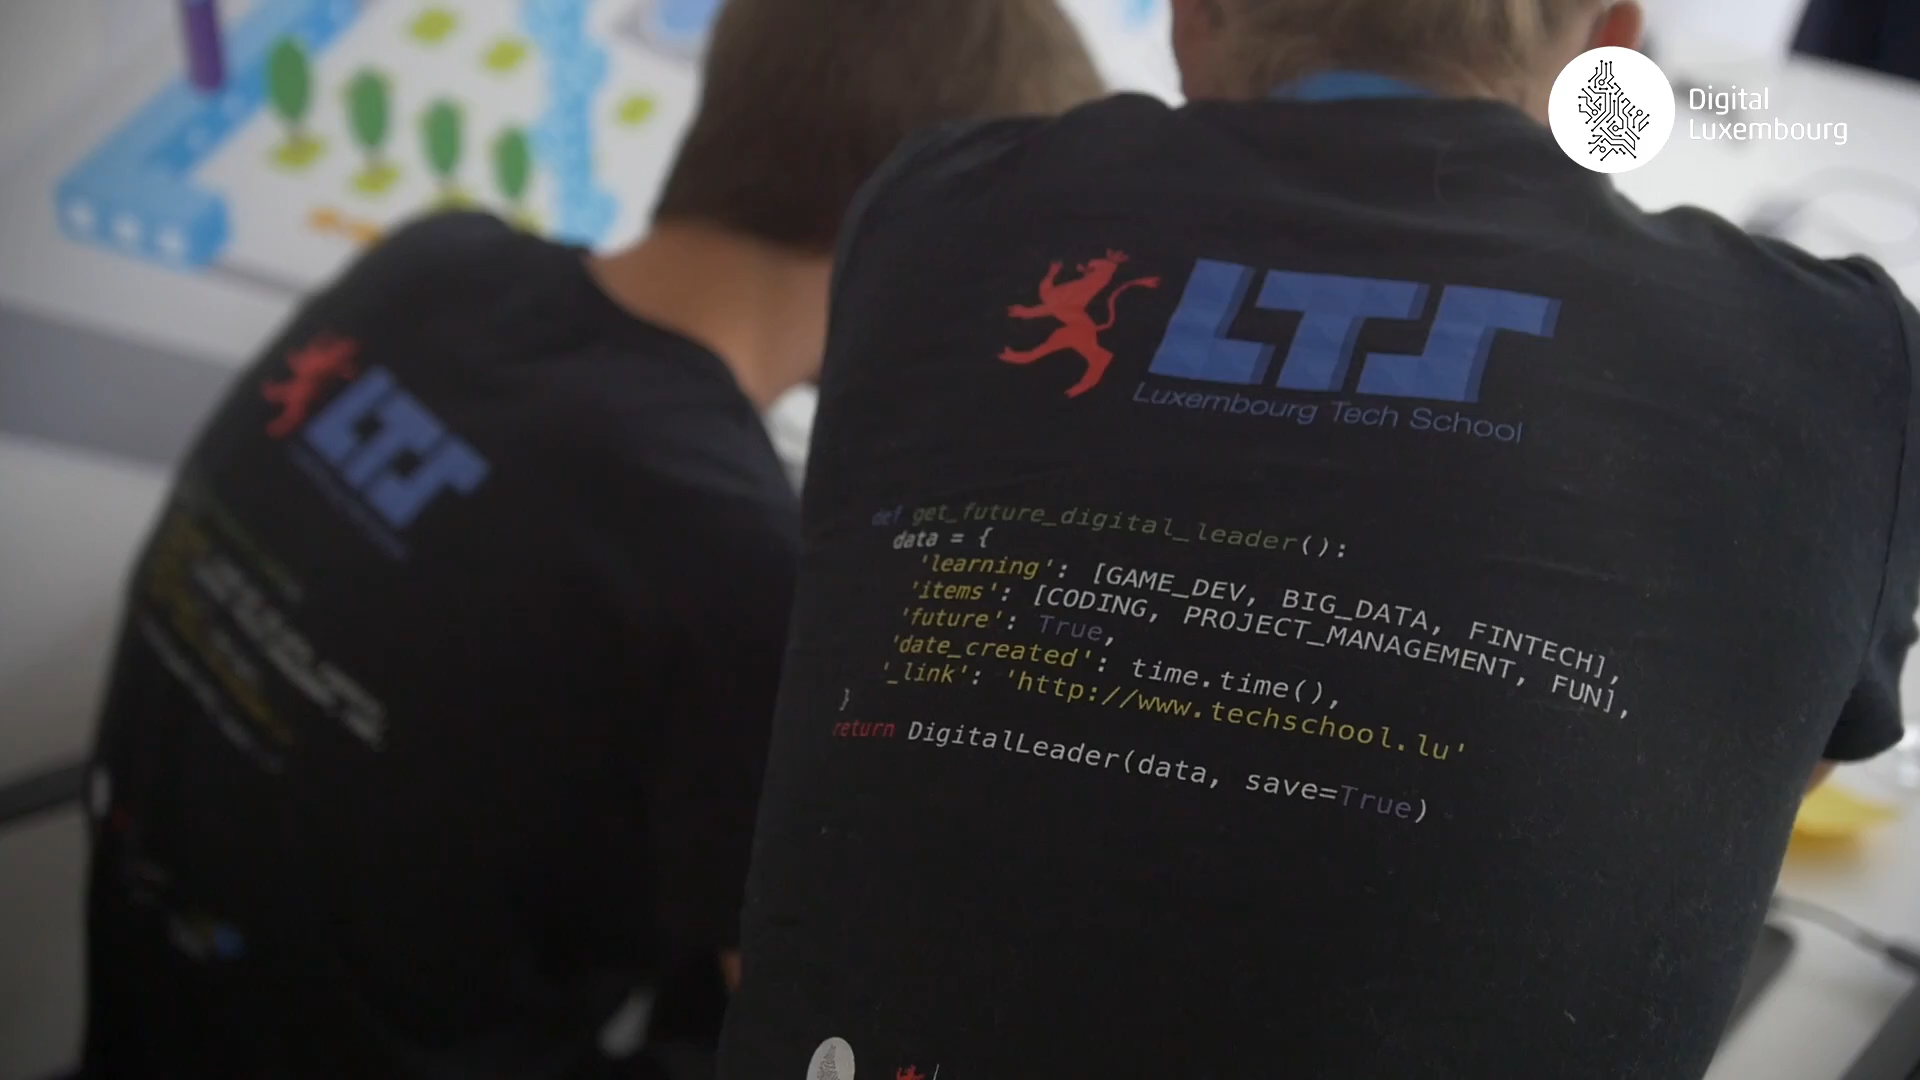 Digital
Luxembourg
LTS
Luxembourg Tech School
def get_future_digital_leader():
data = {
'learning': [GAME_DEV, BIG_DATA, FINTECH],
'items': [CODING, PROJECT_MANAGEMENT, FUN],
'future': True,
'date_created': time.time(),
'_link': 'http://www.techschool.lu'
}
return DigitalLeader(data, save=True)
LTS